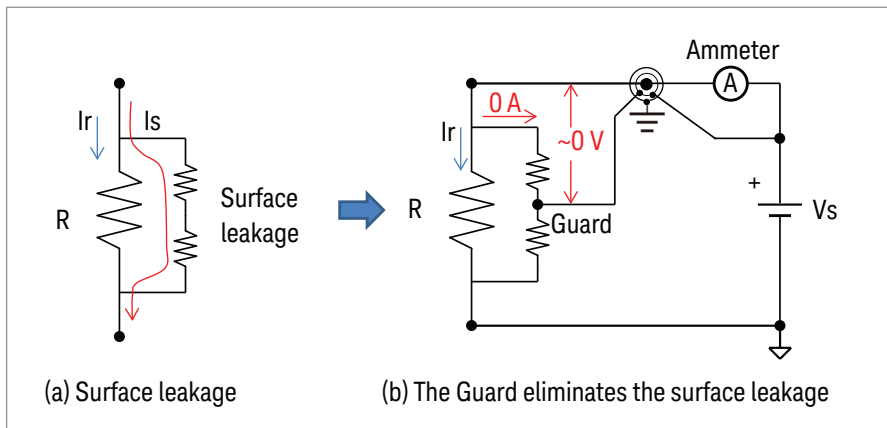 Ir
Is
R
Surface
leakage
(a) Surface leakage
Ammeter
A
0 A
Ir
~0 V
R
Guard
+
Vs
(b) The Guard eliminates the surface leakage